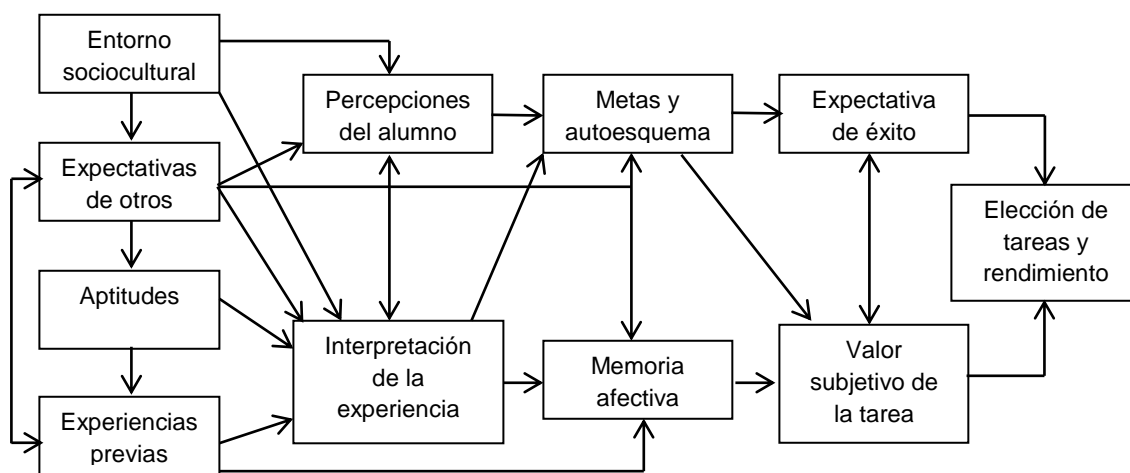 Entorno
sociocultural
Percepciones
del alumno
Metas y
autoesquema
Expectativa
de éxito
Expectativas
de otros
Elección de
tareas y
rendimiento
Aptitudes
Interpretación
de la
experiencia
Memoria
afectiva
Valor
subjetivo de
la tarea
Experiencias
previas